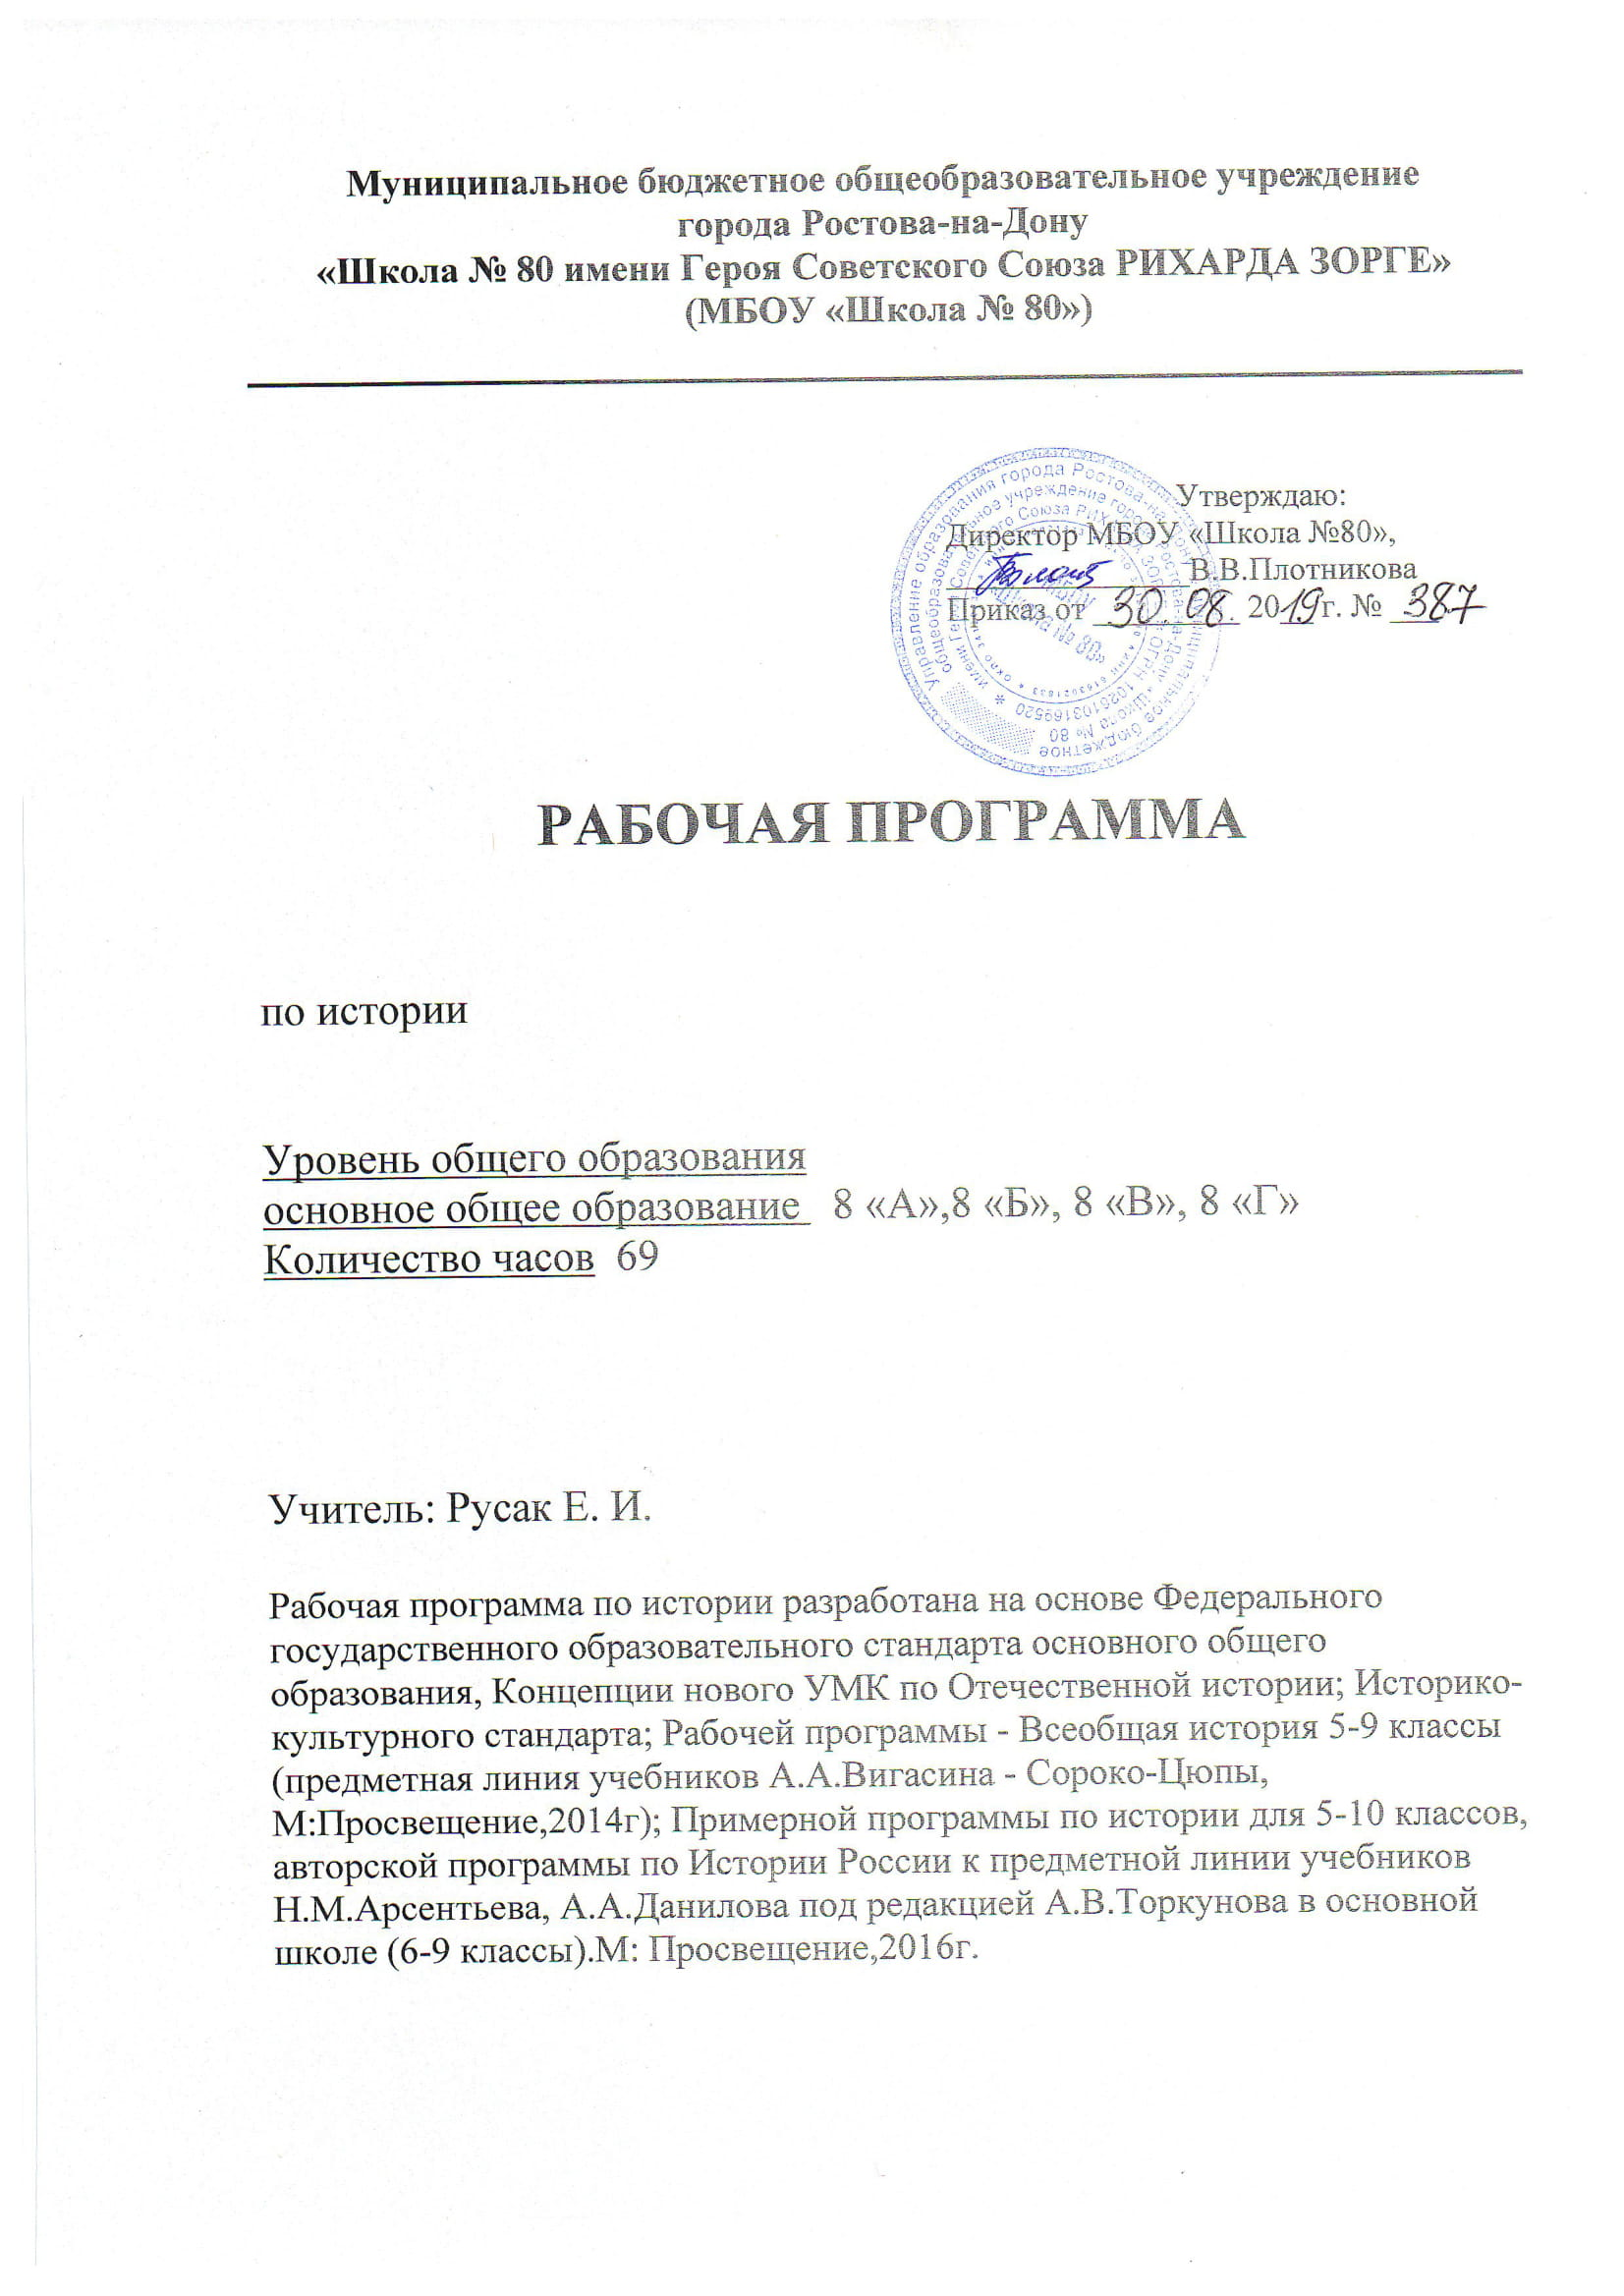 Муниципальное бюджетное общеобразовательное учреждение
города Ростова-на-Дону
«Школа № 80 имени Героя Советского Союза РИХАРДА ЗОРГЕ»
(МБОУ «Школа № 80»)
Утверждаю:
Директор МБОУ «Школа №80»,
В.В.Плотникова
Приказ от 30.08. 2019г. № 387
РАБОЧАЯ ПРОГРАММА
по истории
Уровень общего образования
основное общее образование 8 «А»,8 «Б», 8 «В», 8 «Г»
Количество часов 69
Учитель: Русак Е. И.
Рабочая программа по истории разработана на основе Федерального
государственного образовательного стандарта основного общего
образования, Концепции нового УМК по Отечественной истории; Историко-
культурного стандарта; Рабочей программы - Всеобщая история 5-9 классы
(предметная линия учебников А.А.Вигасина - Сороко-Цюпы,
М:Просвещение,2014г); Примерной программы по истории для 5-10 классов,
авторской программы по Истории России к предметной линии учебников
Н.М.Арсентьева, А.А.Данилова под редакцией А.В.Торкунова в основной
школе (6-9 классы).М: Просвещение,2016г.